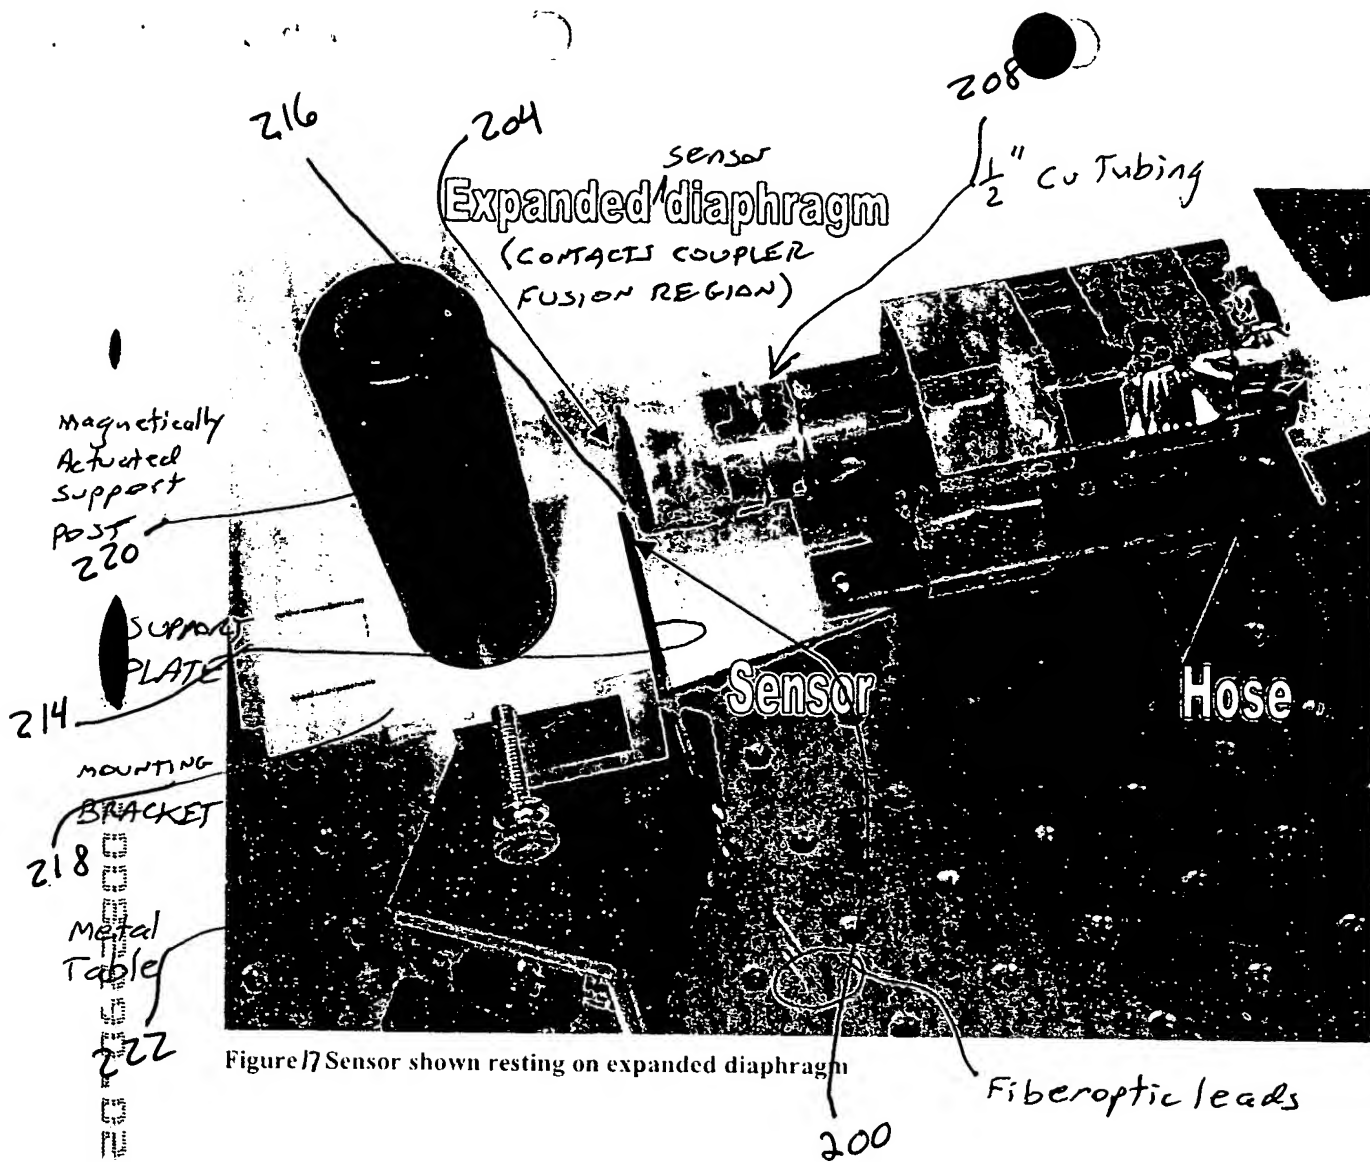 216
204
208
sensor
Expanded diaphragm
(CONTACTS COUPLER
FUSION REGION)
1/2" Cu Tubing
Magnetically
Actuated
Support
POST
220
SUPPORT
PLATE
214
MOUNTING
BRACKET
218
Metal
Table
222
Sensor
Hose
Figure 17 Sensor shown resting on expanded diaphragm
Fiberoptic leads
200